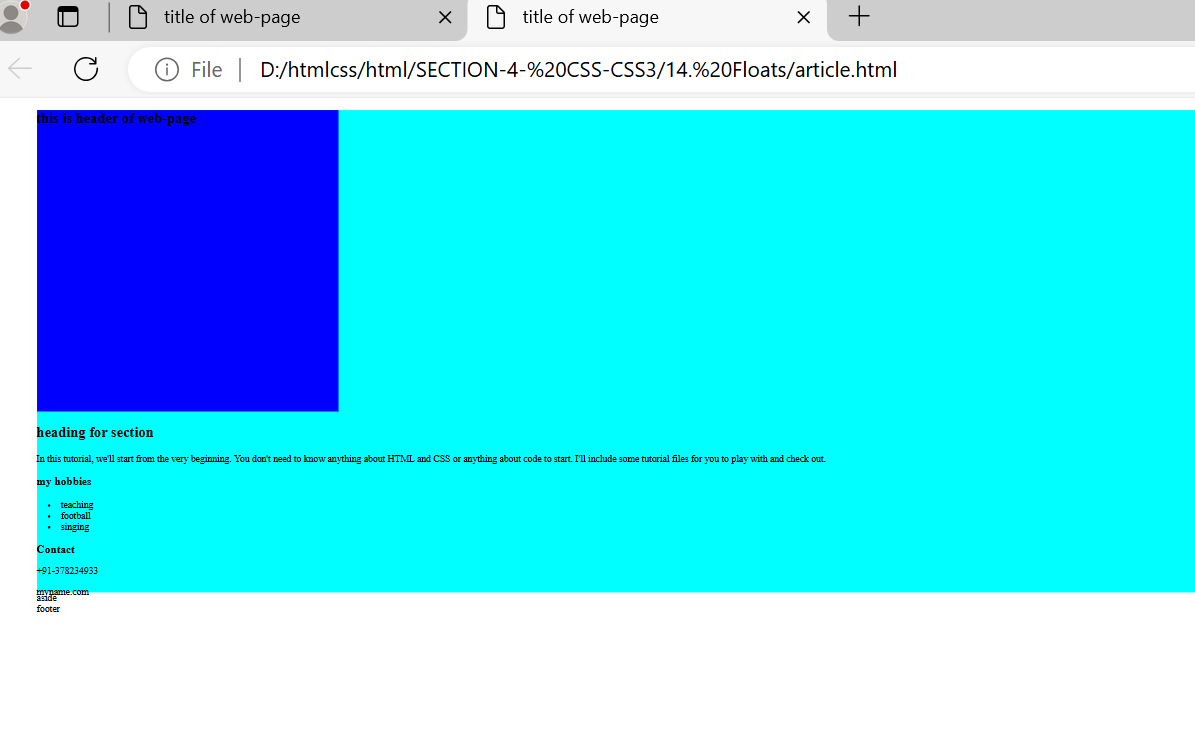 title of web-page
title of web-page
File
D:/htmlcss/html/SECTION-4-%20CSS-CSS3/14.%20Floats/article.html
this is header of web-page
heading for section
In this tutorial, we'll start from the very beginning. You don't need to know anything about HTML and CSS or anything about code to start. I'll include some tutorial files for you to play with and check out.
my hobbies
teaching
football
singing
Contact
+91-378234933
myname.com
aside
footer